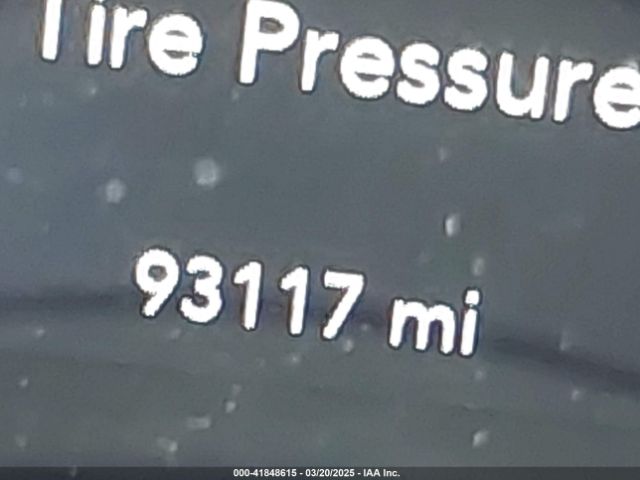 Tire Pressure
93117 mi
000-41848615 - 03/20/2025 - IAA Inc.